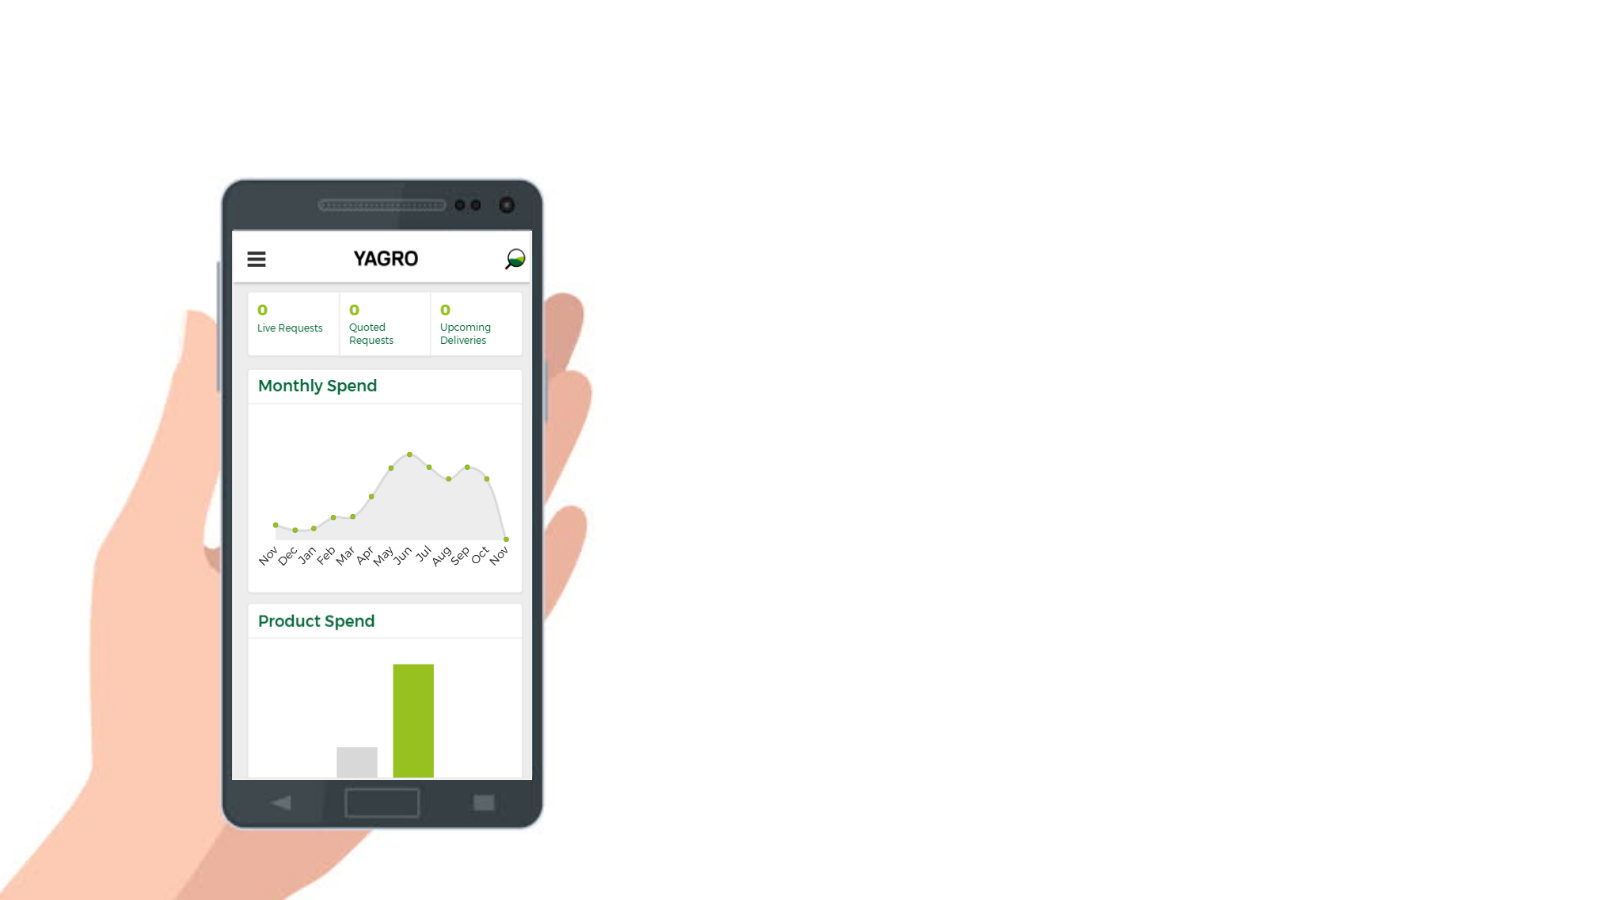 YAGRO
0
Live Requests
0
Quoted
Requests
0
Upcoming
Deliveries
Monthly Spend
Nov Dec Jan Feb Mar Apr May Jun Jul Aug Sep Oct Nov
Product Spend